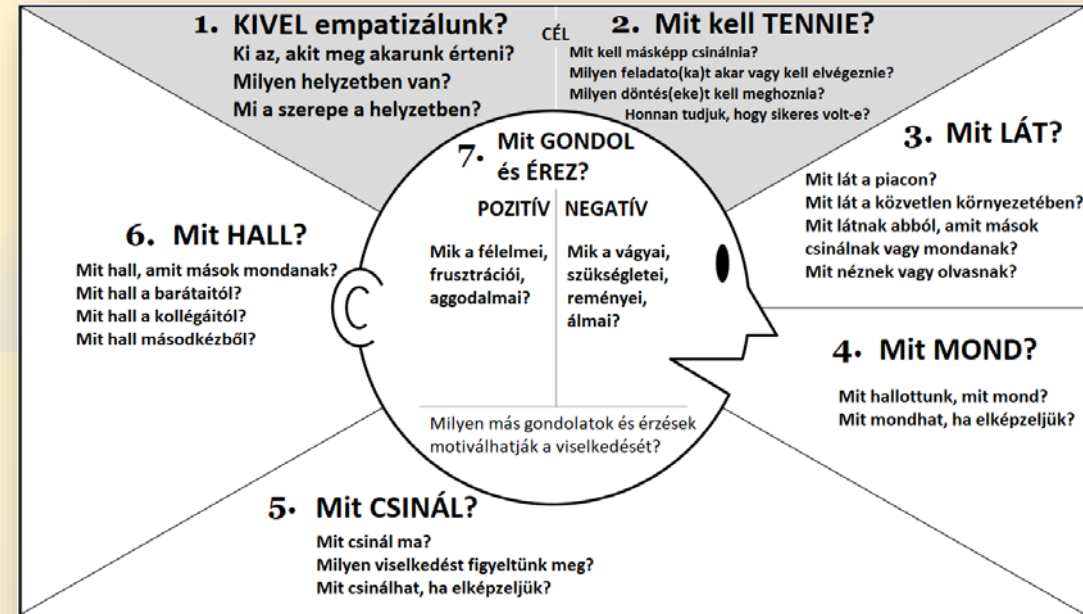 1. KIVEL empatizálunk?
Ki az, akit meg akarunk érteni?
Milyen helyzetben van?
Mi a szerepe a helyzetben?
CÉL
2. Mit kell TENNIE?
Mit kell másképp csinálnia?
Milyen feladato(ka)t akar vagy kell elvégeznie?
Milyen döntés(eke)t kell meghoznia?
Honnan tudjuk, hogy sikeres volt-e?
3. Mit LÁT?
Mit lát a piacon?
Mit lát a közvetlen környezetében?
Mit látnak abból, amit mások
csinálnak vagy mondanak?
Mit néznek vagy olvasnak?
4. Mit MOND?
Mit hallottunk, mit mond?
Mit mondhat, ha elképzeljük?
5. Mit CSINÁL?
Mit csinál ma?
Milyen viselkedést figyeltünk meg?
Mit csinálhat, ha elképzeljük?
6. Mit HALL?
Mit hall, amit mások mondanak?
Mit hall a barátaitól?
Mit hall a kollégáitól?
Mit hall másodkézből?
7. Mit GONDOL
és ÉREZ?
POZITÍV
Mik a félelmei,
frusztrációi,
aggodalmai?
NEGATÍV
Mik a vágyai,
szükségletei,
reményei,
álmai?
Milyen más gondolatok és érzések
motiválhatják a viselkedését?